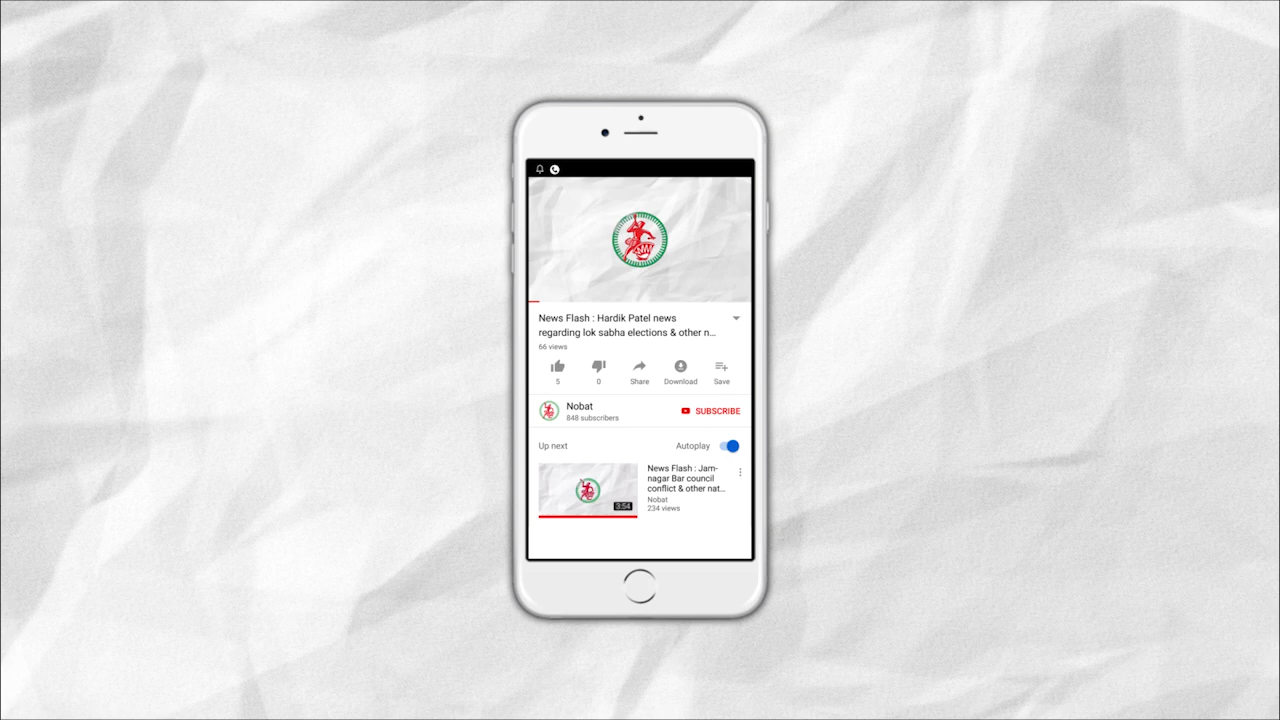 News Flash : Hardik Patel news
regarding lok sabha elections & other n...
66 views
5
0
Share
Download
Save
Nobat
848 subscribers
SUBSCRIBE
Up next
Autoplay
3:54
News Flash : Jam-
nagar Bar council
conflict & other nat...
Nobat
234 views